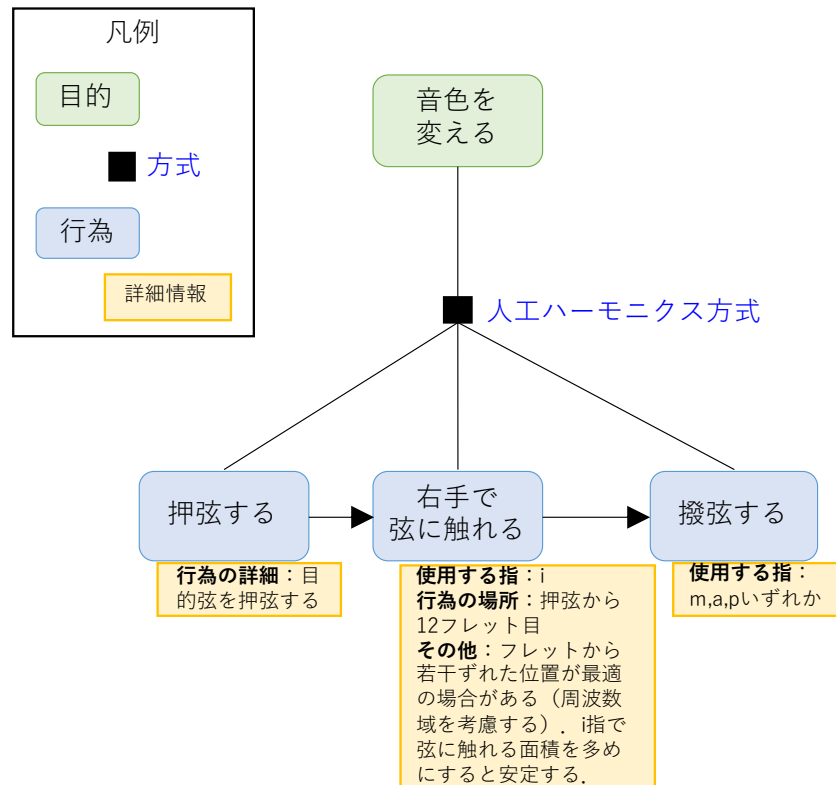 凡例
目的
方式
行為
詳細情報
音色を
変える
人工ハーモニクス方式
押弦する
右手で
弦に触れる
撥弦する
行為の詳細：目
的弦を押弦する
使用する指：i
行為の場所：押弦から
12フレット目
その他：フレットから
若干ずれた位置が最適
の場合がある（周波数
域を考慮する）．i指で
弦に触れる面積を多め
にすると安定する．
使用する指：
m,a,pいずれか